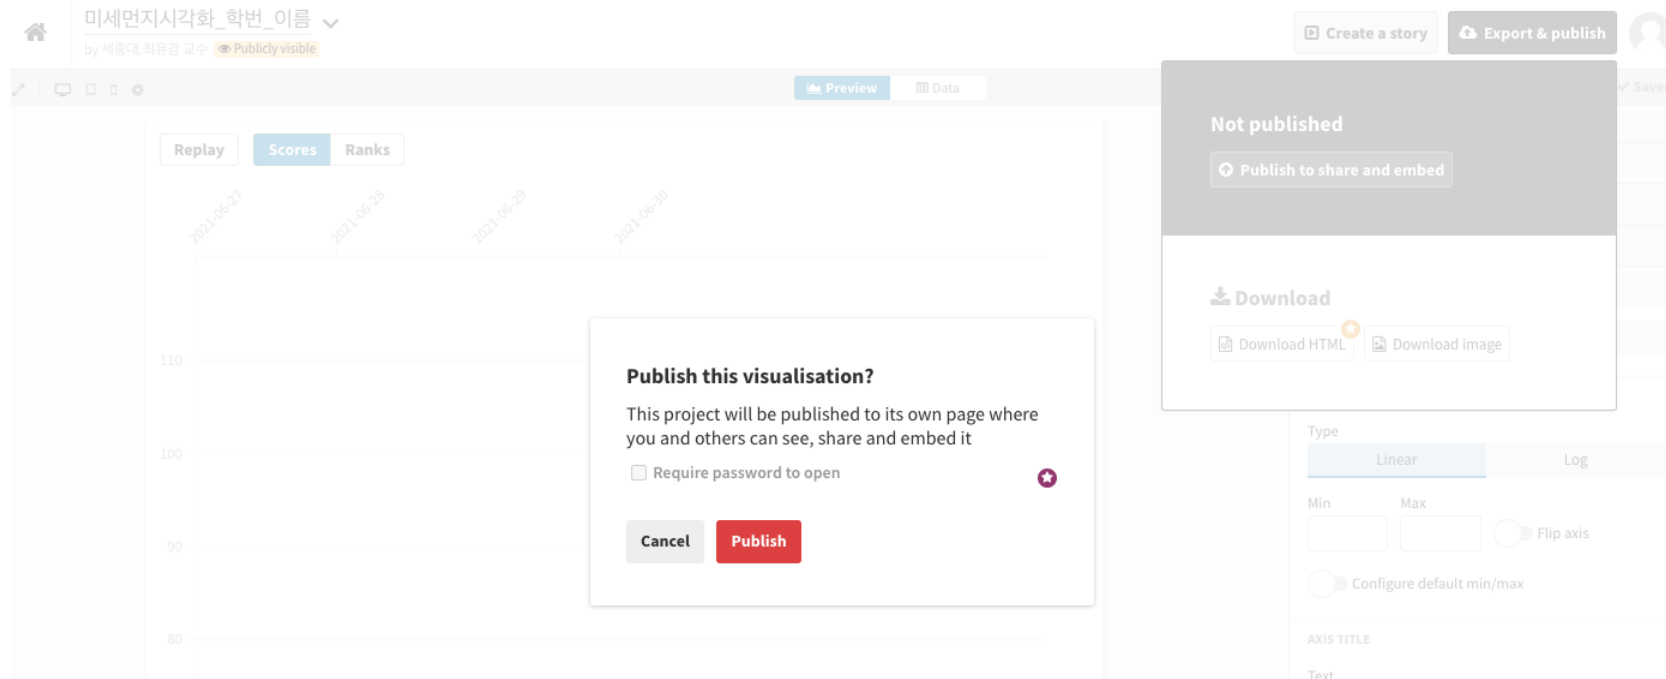 미세먼지시각화_학번_이름
by 세종대.최유경 교수 Publicly visible
Create a story
Export & publish
Preview
Data
Save
Replay
Scores
Ranks
2021-06-27
2021-06-28
2021-06-29
2021-06-30
110
100
90
80
Not published
Publish to share and embed
Download
Download HTML
Download image
Publish this visualisation?
This project will be published to its own page where
you and others can see, share and embed it
Require password to open
Cancel
Publish
Type
Linear
Log
Min
Max
Flip axis
Configure default min/max
AXIS TITLE
Text